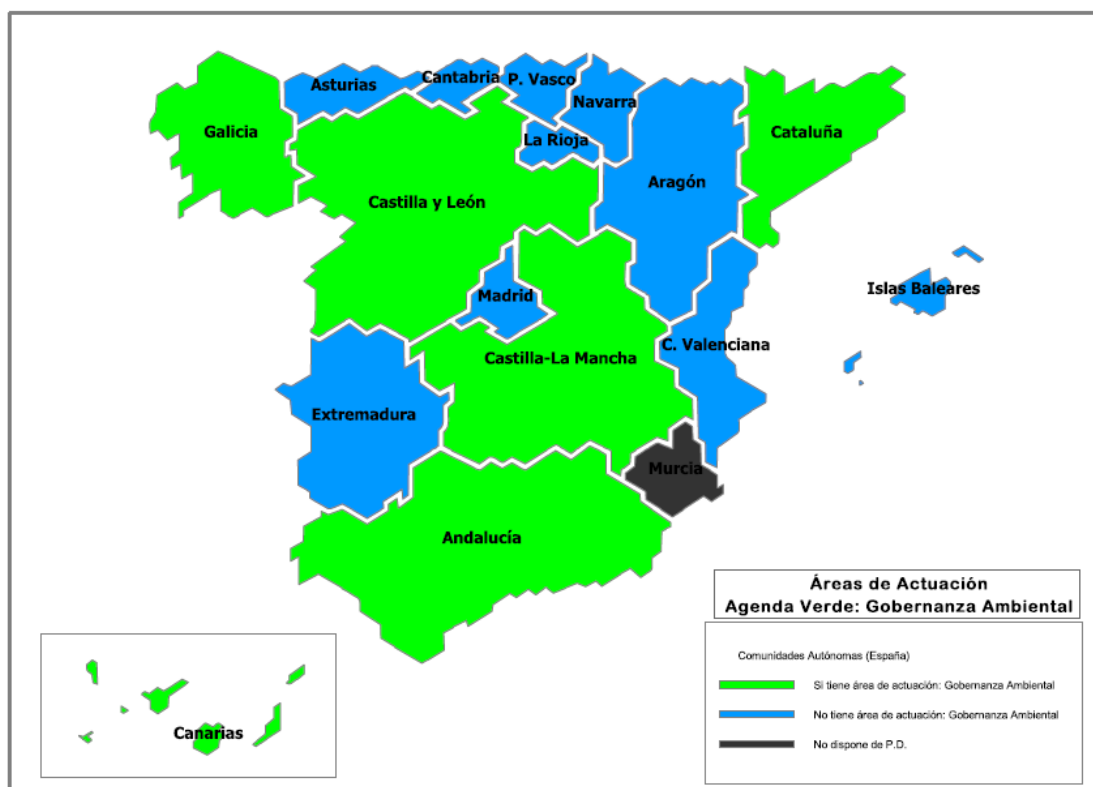 Asturias
Cantabria
P. Vasco
Navarra
Galicia
La Rioja
Cataluña
Aragón
Castilla y León
Madrid
Islas Baleares
C. Valenciana
Castilla-La Mancha
Extremadura
Murcia
Andalucía
Canarias
Áreas de Actuación
Agenda Verde: Gobernanza Ambiental
Comunidades Autónomas (España)
Si tiene área de actuación: Gobernanza Ambiental
No tiene área de actuación: Gobernanza Ambiental
No dispone de P.D.